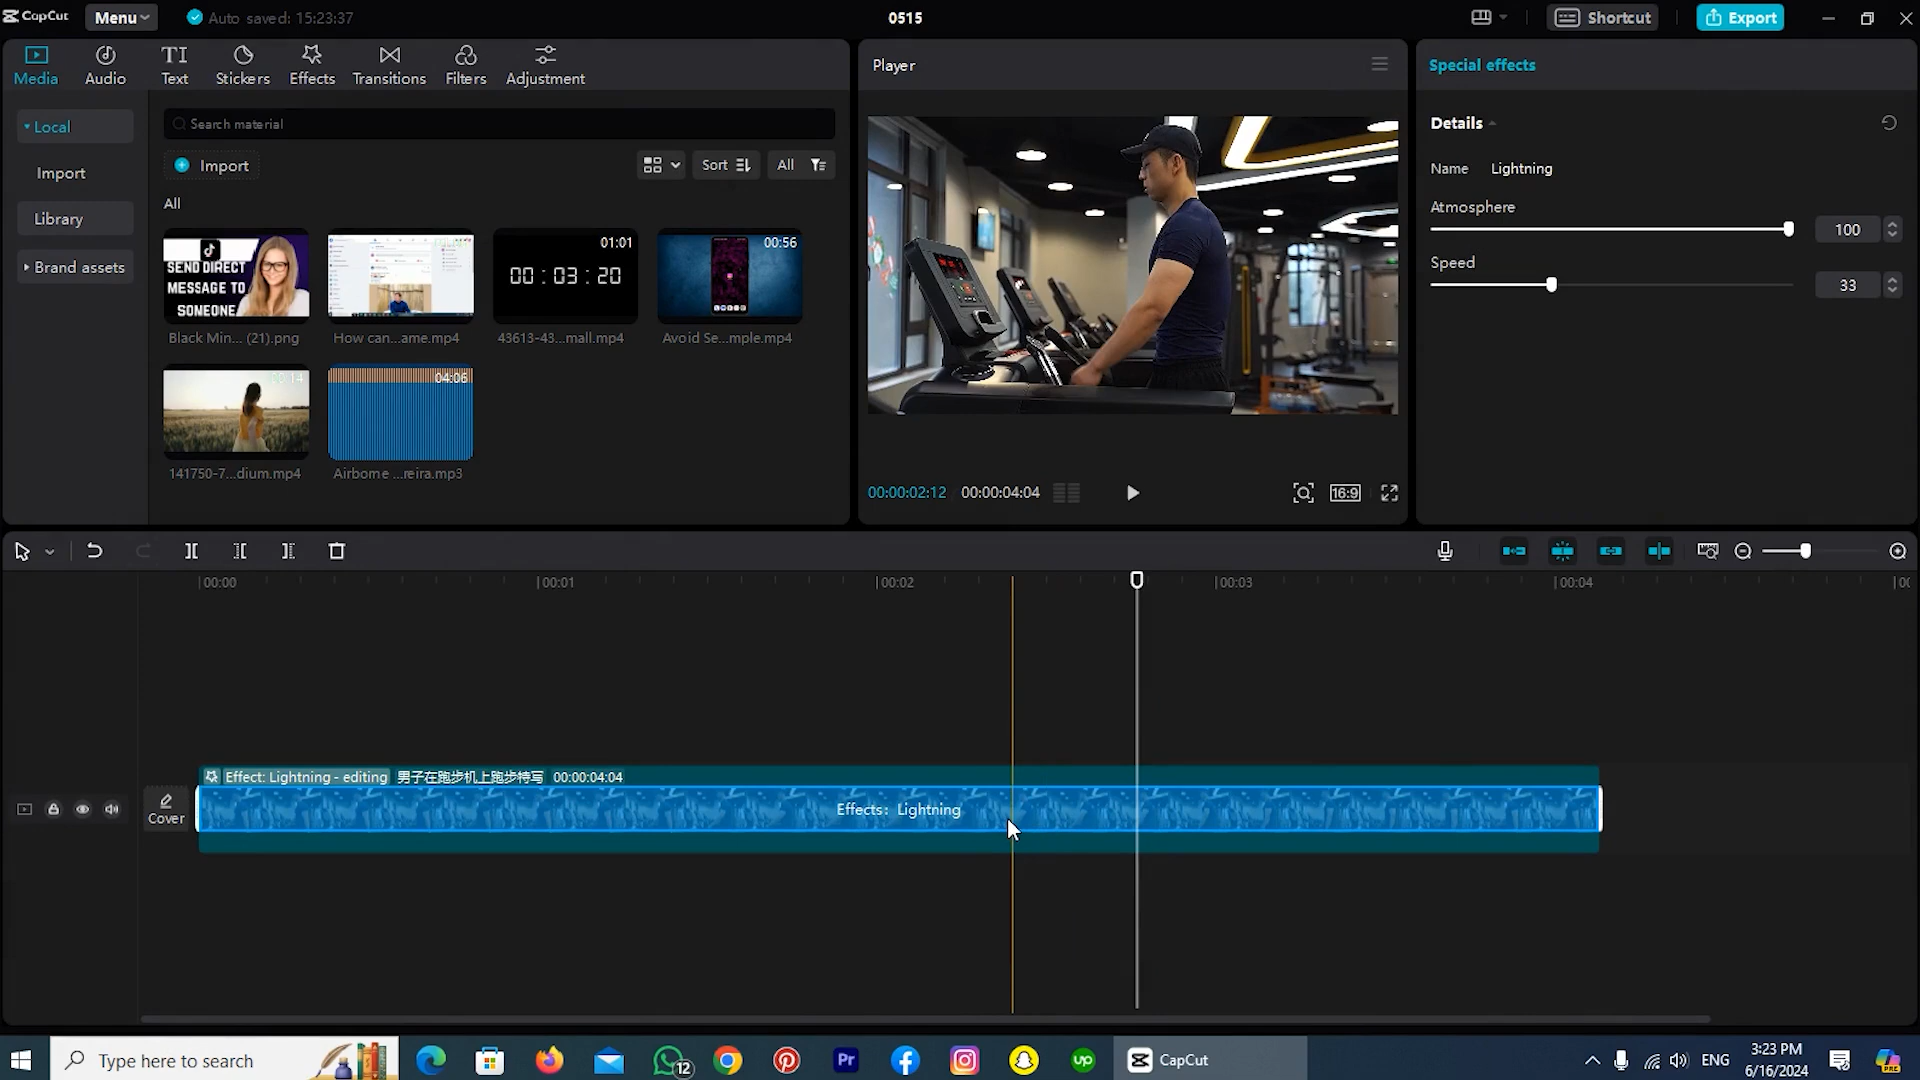 CapCut Menu Auto saved: 15:23:37 0515 Shortcut Export
Media Audio Text Stickers Effects Transitions Filters Adjustment
Local
Import
Library
Brand assets
Search material
Import Sort All
All
SEND DIRECT
MESSAGE TO
SOMEONE
Black Min... (21).png
How can...ame.mp4
01:01
00 : 03 : 20
43613-43...mall.mp4
00:56
Avoid Se...mple.mp4
141750-7...dium.mp4
04:06
Airborne ...reira.mp3
Player
00:00:02:12 00:00:04:04 16:9
Special effects
Details
Name Lightning
Atmosphere
100
Speed
33
00:00 00:01 00:02 00:03 00:04
Effect: Lightning - editing 男子在跑步机上跑步特写 00:00:04:04
Cover
Effects: Lightning
Type here to search
12
Pr
up
CapCut
ENG
3:23 PM
6/16/2024
PRE